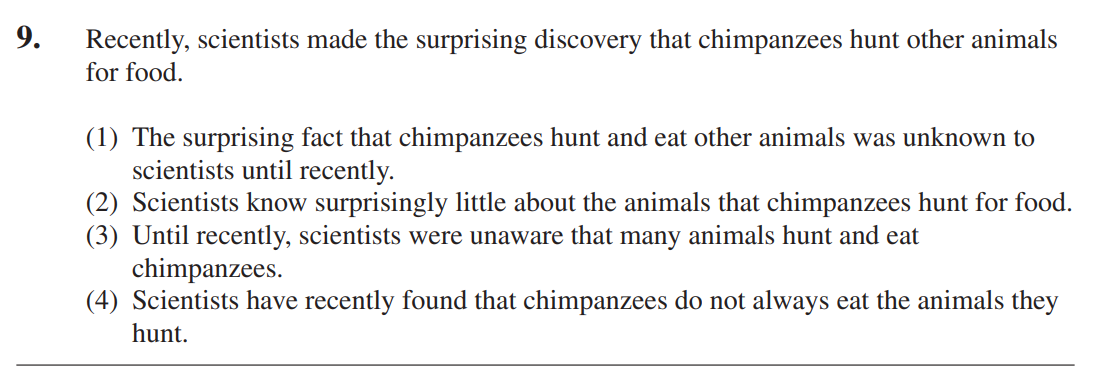 9. Recently, scientists made the surprising discovery that chimpanzees hunt other animals
for food.
(1) The surprising fact that chimpanzees hunt and eat other animals was unknown to
scientists until recently.
(2) Scientists know surprisingly little about the animals that chimpanzees hunt for food.
(3) Until recently, scientists were unaware that many animals hunt and eat
chimpanzees.
(4) Scientists have recently found that chimpanzees do not always eat the animals they
hunt.